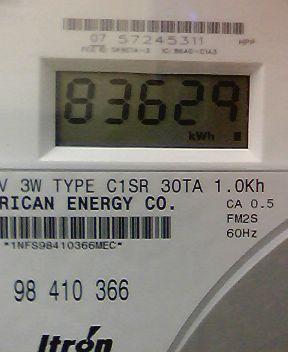 07 57245311 HPP
83629
kWh
V 3W TYPE C1SR 30TA 1.0Kh
RICAN ENERGY CO.
CA 0.5
FM2S
60Hz
*1NFS98410366MEC*
98 410 366
Itron